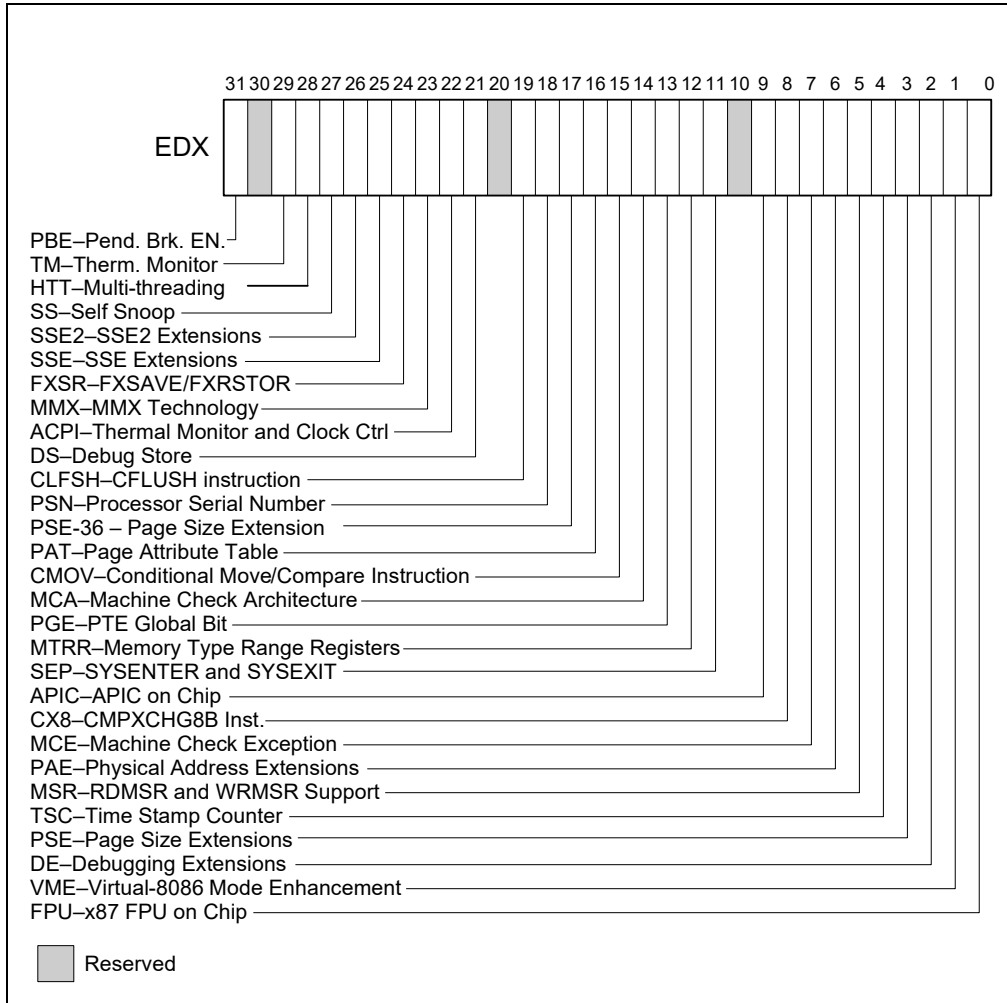 31 30 29 28 27 26 25 24 23 22 21 20 19 18 17 16 15 14 13 12 11 10 9 8 7 6 5 4 3 2 1 0
EDX
PBE–Pend. Brk. EN.
TM–Therm. Monitor
HTT–Multi-threading
SS–Self Snoop
SSE2–SSE2 Extensions
SSE–SSE Extensions
FXSR–FXSAVE/FXRSTOR
MMX–MMX Technology
ACPI–Thermal Monitor and Clock Ctrl
DS–Debug Store
CLFSH–CFLUSH instruction
PSN–Processor Serial Number
PSE-36 – Page Size Extension
PAT–Page Attribute Table
CMOV–Conditional Move/Compare Instruction
MCA–Machine Check Architecture
PGE–PTE Global Bit
MTRR–Memory Type Range Registers
SEP–SYSENTER and SYSEXIT
APIC–APIC on Chip
CX8–CMPXCHG8B Inst.
MCE–Machine Check Exception
PAE–Physical Address Extensions
MSR–RDMSR and WRMSR Support
TSC–Time Stamp Counter
PSE–Page Size Extensions
DE–Debugging Extensions
VME–Virtual-8086 Mode Enhancement
FPU–x87 FPU on Chip
Reserved